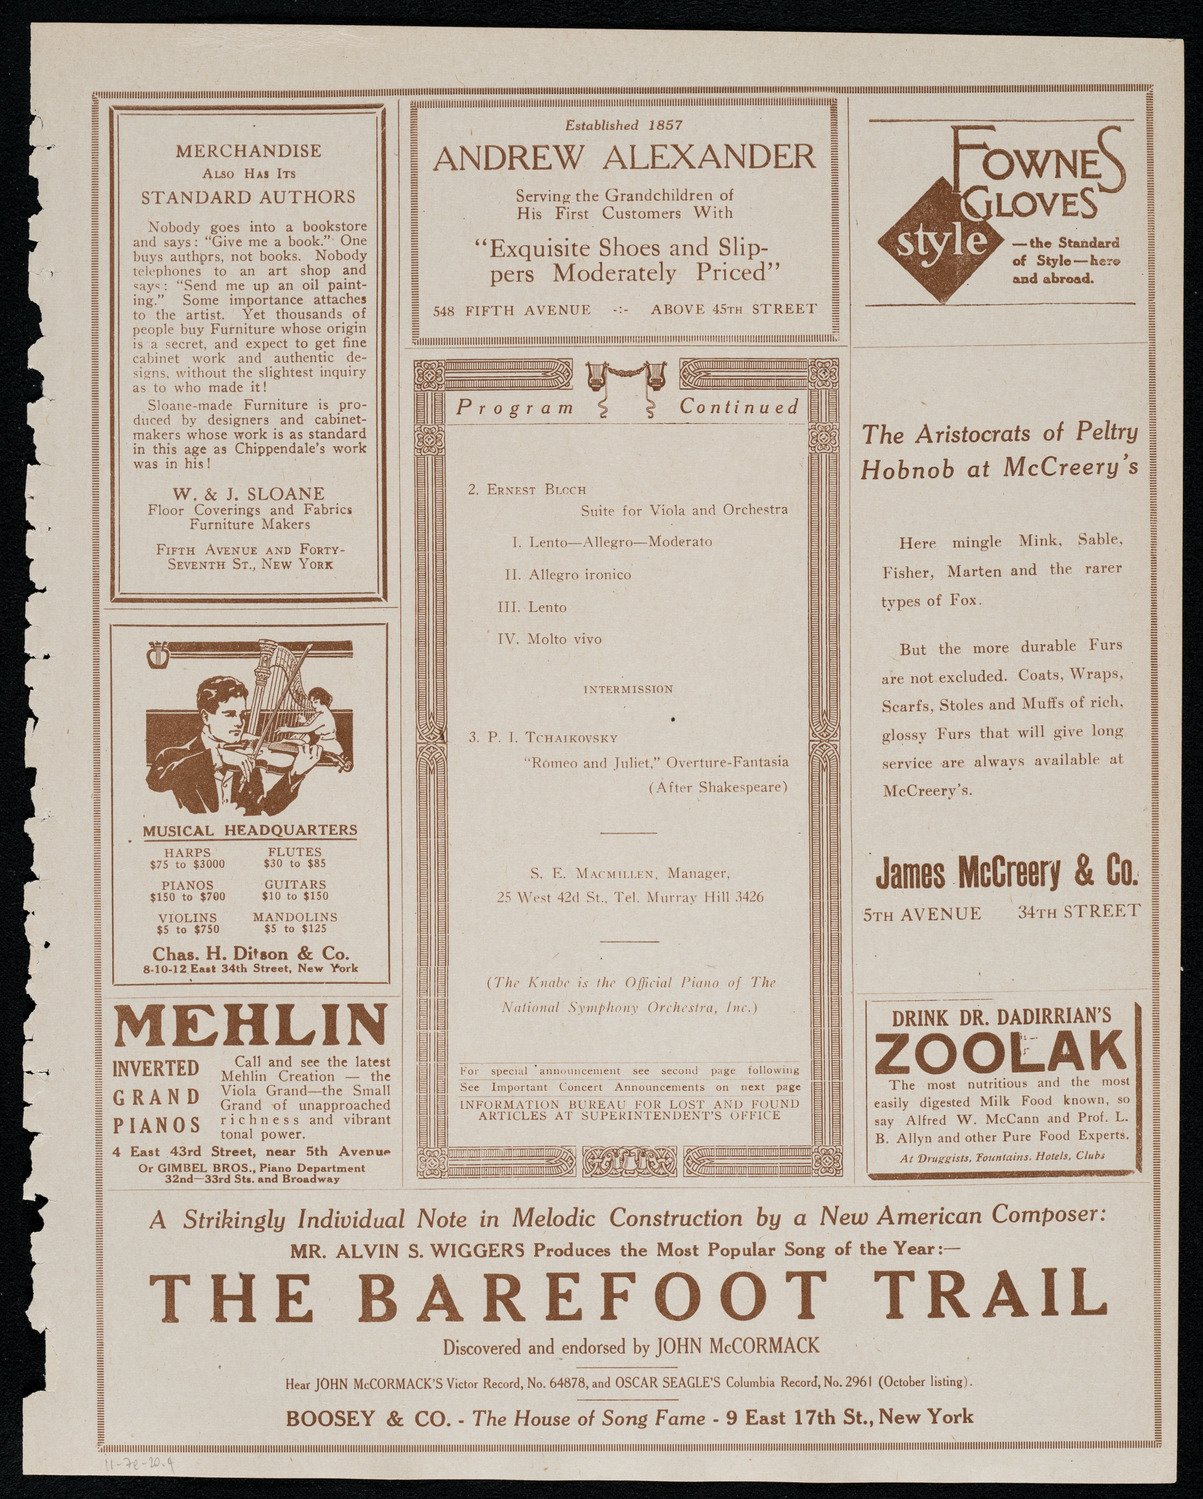 MERCHANDISE
ALSO HAS ITS
STANDARD AUTHORS
Nobody goes into a bookstore
and says: "Give me a book." One
buys authors, not books. Nobody
telephones to an art shop and
says: "Send me up an oil paint-
ing." Some importance attaches
to the artist. Yet thousands of
people buy Furniture whose origin
is a secret, and expect to get fine
cabinet work and authentic de-
signs, without the slightest inquiry
as to who made it!
Sloane-made Furniture is pro-
duced by designers and cabinet-
makers whose work is as standard
in this age as Chippendale's work
was in his!
W. & J. SLOANE
Floor Coverings and Fabrics
Furniture Makers
FIFTH AVENUE AND FORTY-
SEVENTH ST., NEW YORK
MUSICAL HEADQUARTERS
HARPS FLUTES
$75 to $3000 $30 to $85
PIANOS GUITARS
$150 to $700 $10 to $150
VIOLINS MANDOLINS
$5 to $750 $5 to $125
Chas. H. Ditson & Co.
8-10-12 East 34th Street, New York
MEHLIN
INVERTED
GRAND
PIANOS
Call and see the latest
Mehlin Creation — the
Viola Grand—the Small
Grand of unapproached
richness and vibrant
tonal power.
4 East 43rd Street, near 5th Avenue
Or GIMBEL BROS., Piano Department
32nd—33rd Sts. and Broadway
Established 1857
ANDREW ALEXANDER
Serving the Grandchildren of
His First Customers With
"Exquisite Shoes and Slip-
pers Moderately Priced"
548 FIFTH AVENUE -:- ABOVE 45TH STREET
Program Continued
2. ERNEST BLOCH
Suite for Viola and Orchestra
I. Lento—Allegro—Moderato
II. Allegro ironico
III. Lento
IV. Molto vivo
INTERMISSION
3. P. I. TCHAIKOVSKY
"Romeo and Juliet," Overture-Fantasia
(After Shakespeare)
S. E. MACMILLEN, Manager,
25 West 42d St., Tel. Murray Hill 3426
(The Knabe is the Official Piano of The
National Symphony Orchestra, Inc.)
For special announcement see second page following
See Important Concert Announcements on next page
INFORMATION BUREAU FOR LOST AND FOUND
ARTICLES AT SUPERINTENDENT'S OFFICE
FOWNES
GLOVES
style
—the Standard
of Style—here
and abroad.
The Aristocrats of Peltry
Hobnob at McCreery's
Here mingle Mink, Sable,
Fisher, Marten and the rarer
types of Fox.
But the more durable Furs
are not excluded. Coats, Wraps,
Scarfs, Stoles and Muffs of rich,
glossy Furs that will give long
service are always available at
McCreery's.
James McCreery & Co.
5TH AVENUE 34TH STREET
DRINK DR. DADIRRIAN'S
ZOOLAK
The most nutritious and the most
easily digested Milk Food known, so
say Alfred W. McCann and Prof. L.
B. Allyn and other Pure Food Experts.
At Druggists, Fountains, Hotels, Clubs
A Strikingly Individual Note in Melodic Construction by a New American Composer:
MR. ALVIN S. WIGGERS Produces the Most Popular Song of the Year:—
THE BAREFOOT TRAIL
Discovered and endorsed by JOHN McCORMACK
Hear JOHN McCORMACK'S Victor Record, No. 64878, and OSCAR SEAGLE'S Columbia Record, No. 2961 (October listing).
BOOSEY & CO. - The House of Song Fame - 9 East 17th St., New York